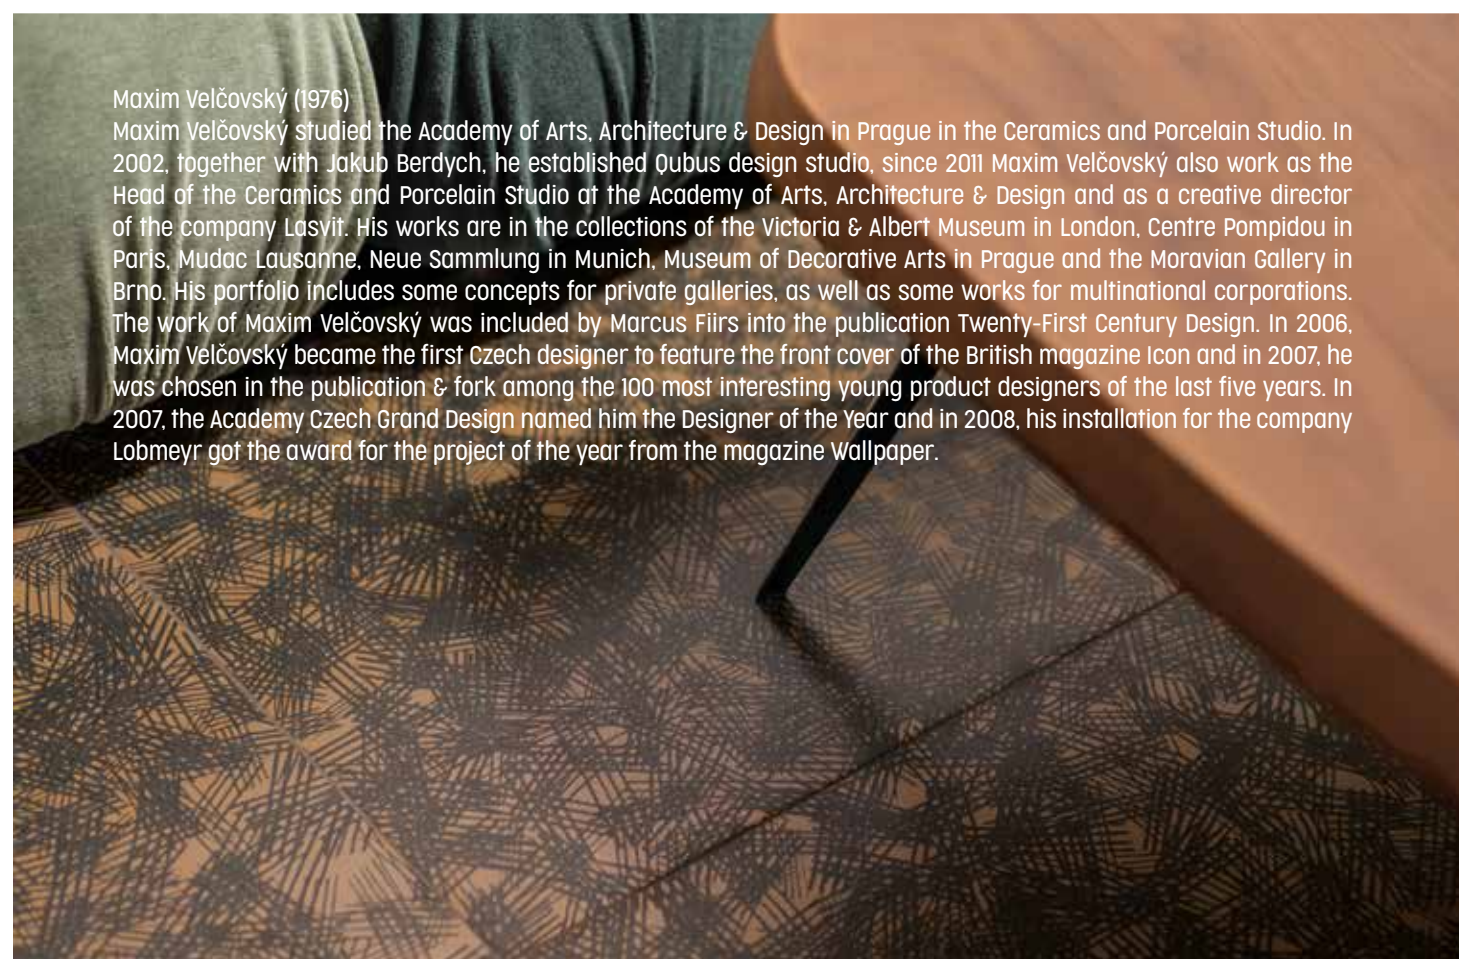 Maxim Velčovský (1976)
Maxim Velčovský studied the Academy of Arts, Architecture & Design in Prague in the Ceramics and Porcelain Studio. In
2002, together with Jakub Berdych, he established Qubus design studio, since 2011 Maxim Velčovský also work as the
Head of the Ceramics and Porcelain Studio at the Academy of Arts, Architecture & Design and as a creative director
of the company Lasvit. His works are in the collections of the Victoria & Albert Museum in London, Centre Pompidou in
Paris, Mudac Lausanne, Neue Sammlung in Munich, Museum of Decorative Arts in Prague and the Moravian Gallery in
Brno. His portfolio includes some concepts for private galleries, as well as some works for multinational corporations.
The work of Maxim Velčovský was included by Marcus Fiirs into the publication Twenty-First Century Design. In 2006,
Maxim Velčovský became the first Czech designer to feature the front cover of the British magazine Icon and in 2007, he
was chosen in the publication & fork among the 100 most interesting young product designers of the last five years. In
2007, the Academy Czech Grand Design named him the Designer of the Year and in 2008, his installation for the company
Lobmeyr got the award for the project of the year from the magazine Wallpaper.